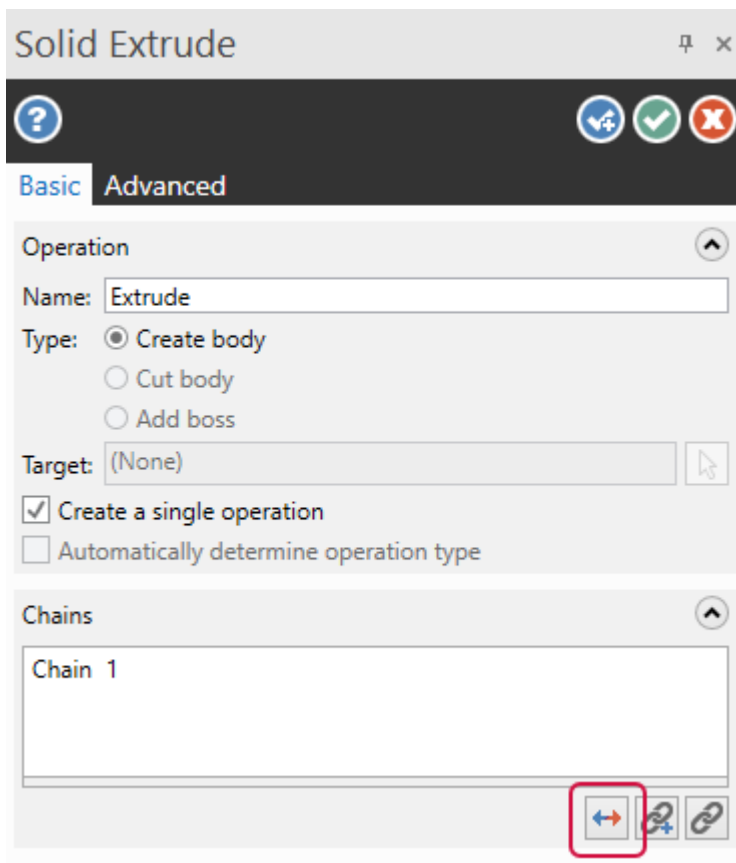 Solid Extrude
Basic Advanced
Operation
Name: Extrude
Type: Create body
Cut body
Add boss
Target: (None)
Create a single operation
Automatically determine operation type
Chains
Chain 1